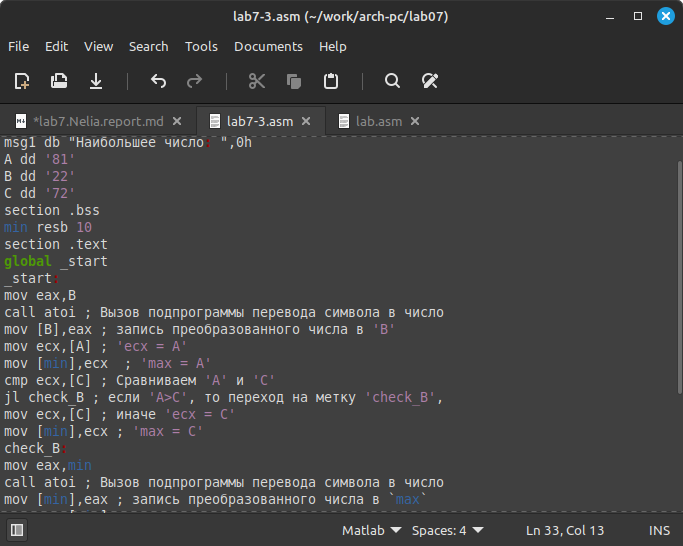 lab7-3.asm (~/work/arch-pc/lab07)
File Edit View Search Tools Documents Help
*lab7.Nelia.report.md lab7-3.asm lab.asm
msg1 db "Наибольшее число: ",0h
A dd '81'
B dd '22'
C dd '72'
section .bss
min resb 10
section .text
global _start
_start:
mov eax,B
call atoi ; Вызов подпрограммы перевода символа в число
mov [B],eax ; запись преобразованного числа в 'B'
mov ecx,[A] ; 'ecx = A'
mov [min],ecx  ; 'max = A'
cmp ecx,[C] ; Сравниваем 'A' и 'C'
jl check_B ; если 'A>C', то переход на метку 'check_B',
mov ecx,[C] ; иначе 'ecx = C'
mov [min],ecx ; 'max = C'
check_B:
mov eax,min
call atoi ; Вызов подпрограммы перевода символа в число
mov [min],eax ; запись преобразованного числа в `max`
Matlab Spaces: 4 Ln 33, Col 13 INS